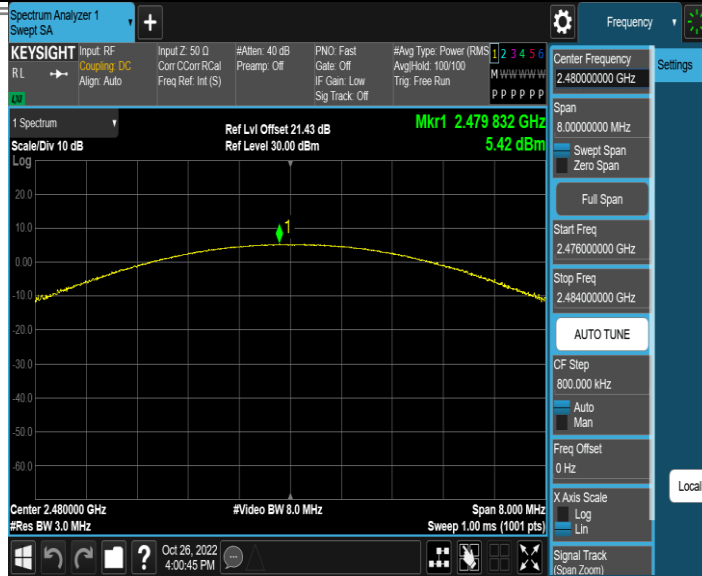 Spectrum Analyzer 1
Swept SA
+
Frequency
KEYSIGHT
RL
Input: RF
Coupling: DC
Align: Auto
Input Z: 50 Ω
Corr CCorr RCal
Freq Ref: Int (S)
#Atten: 40 dB
Preamp: Off
PNO: Fast
Gate: Off
IF Gain: Low
Sig Track: Off
#Avg Type: Power (RMS
Avg|Hold: 100/100
Trig: Free Run
1 2 3 4 5 6
M W W W W W
P P P P P P
1 Spectrum
Scale/Div 10 dB
Ref Lvl Offset 21.43 dB
Ref Level 30.00 dBm
Mkr1 2.479 832 GHz
5.42 dBm
Log
1
20.0
10.0
0.00
-10.0
-20.0
-30.0
-40.0
-50.0
-60.0
Center 2.480000 GHz
#Res BW 3.0 MHz
#Video BW 8.0 MHz
Span 8.000 MHz
Sweep 1.00 ms (1001 pts)
?
Oct 26, 2022
4:00:45 PM
Center Frequency
2.480000000 GHz
Span
8.00000000 MHz
Swept Span
Zero Span
Full Span
Start Freq
2.476000000 GHz
Stop Freq
2.484000000 GHz
AUTO TUNE
CF Step
800.000 kHz
Auto
Man
Freq Offset
0 Hz
X Axis Scale
Log
Lin
Signal Track
(Span Zoom)
Settings
Local